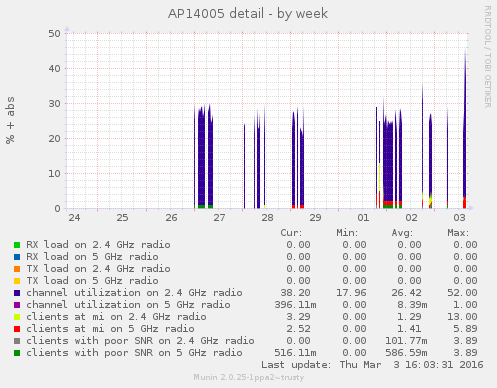 AP14005 detail - by week
RRDTOOL / TOBI OETIKER
% + abs
50
40
30
20
10
0
24 25 26 27 28 29 01 02 03
Cur: Min: Avg: Max:
RX load on 2.4 GHz radio 0.00 0.00 0.00 0.00
RX load on 5 GHz radio 0.00 0.00 0.00 0.00
TX load on 2.4 GHz radio 0.00 0.00 0.00 0.00
TX load on 5 GHz radio 0.00 0.00 0.00 0.00
channel utilization on 2.4 GHz radio 38.20 17.96 26.42 52.00
channel utilization on 5 GHz radio 396.11m 0.00 8.39m 1.00
clients at mi on 2.4 GHz radio 3.29 0.00 1.29 13.00
clients at mi on 5 GHz radio 2.52 0.00 1.41 5.89
clients with poor SNR on 2.4 GHz radio 0.00 0.00 101.77m 3.89
clients with poor SNR on 5 GHz radio 516.11m 0.00 586.59m 3.89
Last update: Thu Mar 3 16:03:31 2016
Munin 2.0.25-1ppa2~trusty